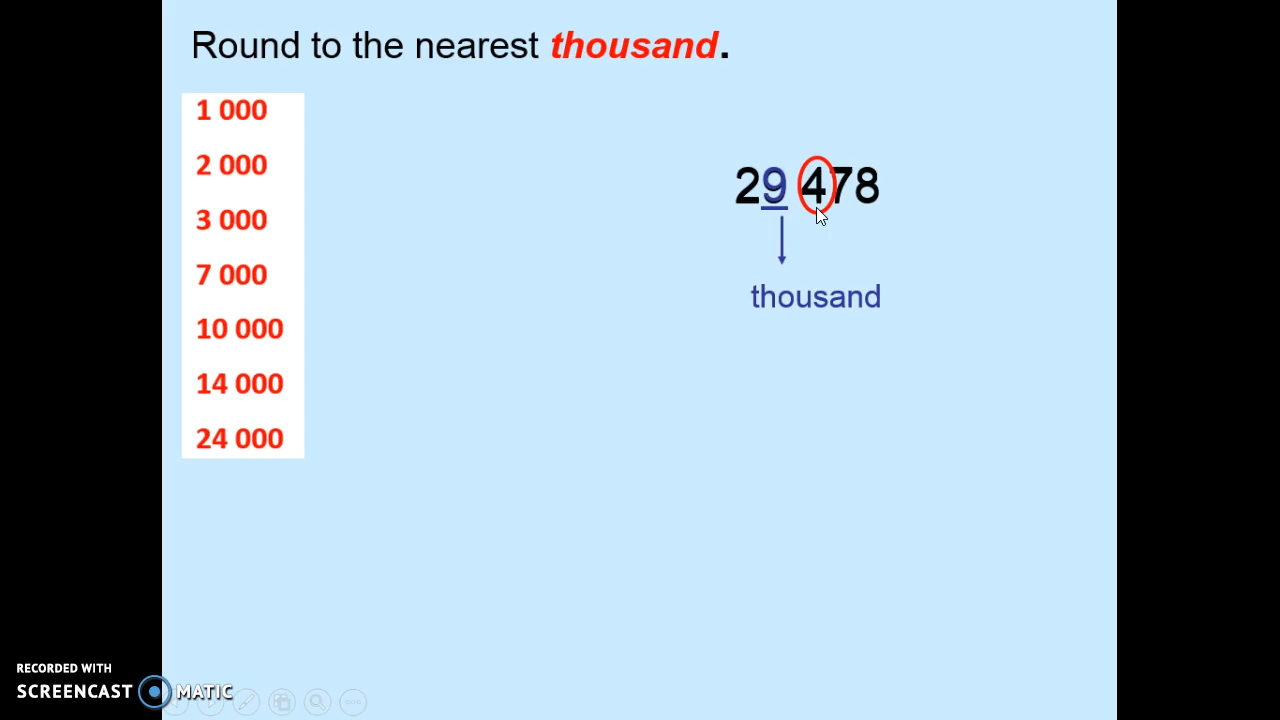 Round to the nearest thousand.
1 000
2 000
3 000
7 000
10 000
14 000
24 000
29 478
thousand
RECORDED WITH
SCREENCAST MATIC